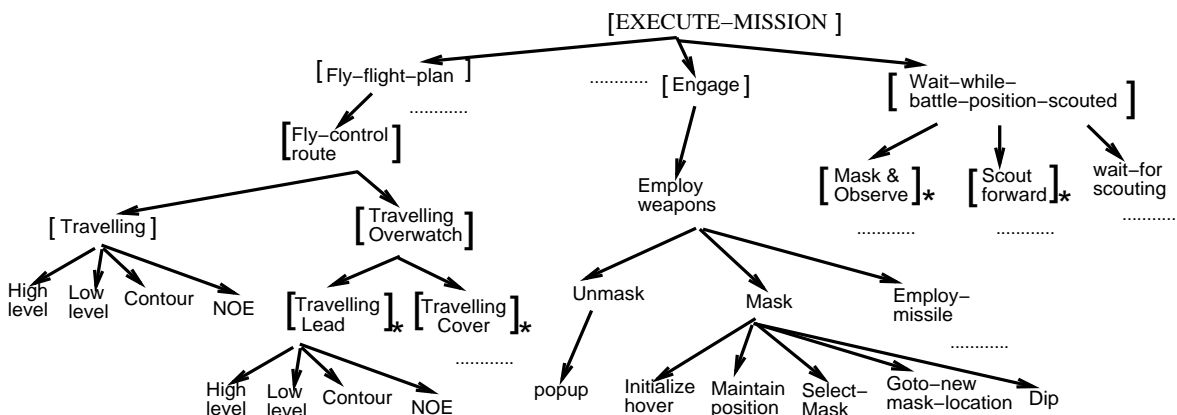 [EXECUTE–MISSION ]
[Fly–flight–plan ]
............
[Engage]
............
[ Wait–while–
battle–position–scouted ]
[Fly–control
route ]
[Mask &
Observe]*
............
[Scout
forward]*
............
wait–for
scouting
...........
Employ
weapons
[ Travelling ]
[Travelling
Overwatch]
High
level
Low
level
Contour
NOE
[Travelling
Lead ]*
[Travelling
Cover ]*
............
Unmask
Mask
Employ–
missile
............
High
level
Low
level
Contour
NOE
popup
Initialize
hover
Maintain
position
Select–
Mask
Goto–new
mask–location
Dip